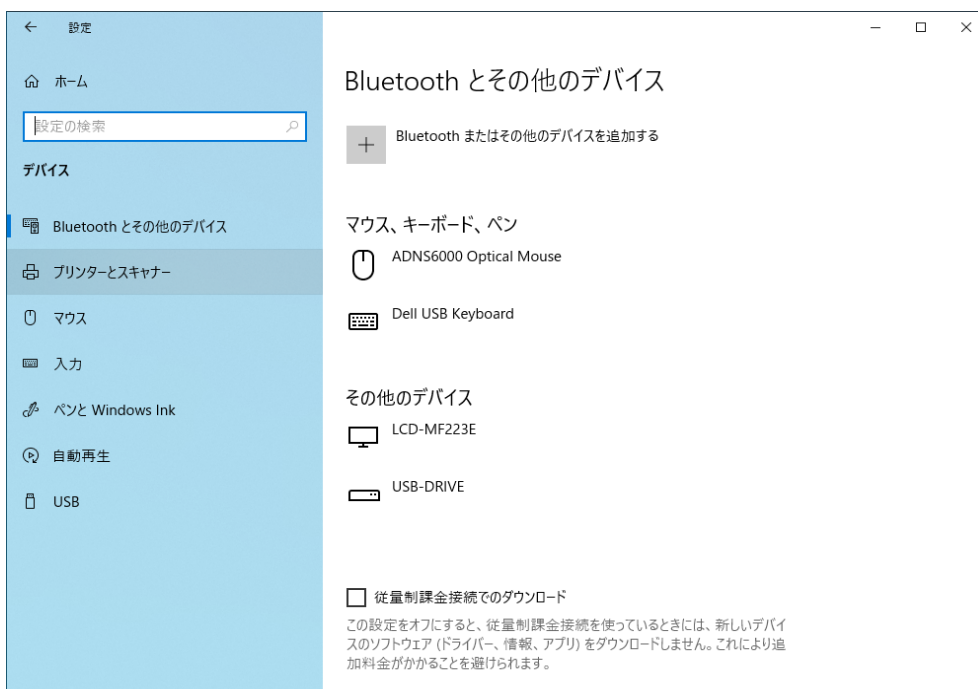 設定
ホーム
設定の検索
デバイス
Bluetooth とその他のデバイス
プリンターとスキャナー
マウス
入力
ペンと Windows Ink
自動再生
USB
Bluetooth とその他のデバイス
Bluetooth またはその他のデバイスを追加する
マウス、キーボード、ペン
ADNS6000 Optical Mouse
Dell USB Keyboard
その他のデバイス
LCD-MF223E
USB-DRIVE
従量制課金接続でのダウンロード
この設定をオフにすると、従量制課金接続を使っているときには、新しいデバイ
スのソフトウェア (ドライバー、情報、アプリ) をダウンロードしません。これにより追
加料金がかかることを避けられます。